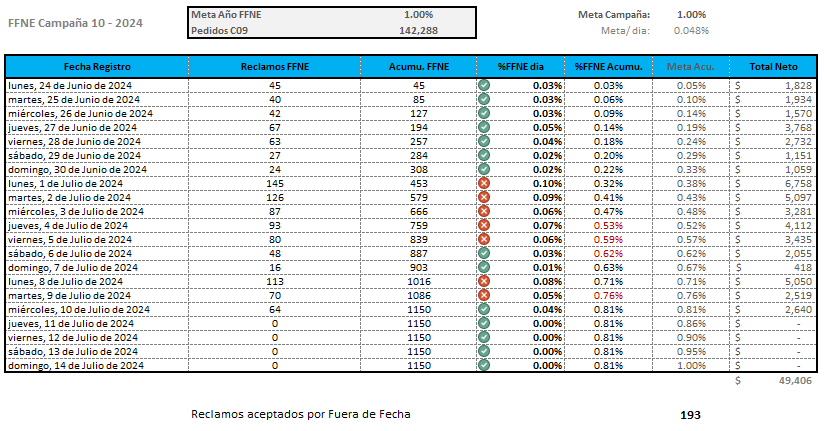 FFNE Campaña 10 - 2024
Meta Año FFNE 1.00%
Pedidos C09 142,288
Meta Campaña: 1.00%
Meta/dia: 0.048%
Fecha Registro Reclamos FFNE Acumu. FFNE %FFNE dia %FFNE Acumu. Meta Acu. Total Neto
lunes, 24 de Junio de 2024 45 45 0.03% 0.03% 0.05% $ 1,828
martes, 25 de Junio de 2024 40 85 0.03% 0.06% 0.10% $ 1,934
miércoles, 26 de Junio de 2024 42 127 0.03% 0.09% 0.14% $ 1,570
jueves, 27 de Junio de 2024 67 194 0.05% 0.14% 0.19% $ 3,768
viernes, 28 de Junio de 2024 63 257 0.04% 0.18% 0.24% $ 2,732
sábado, 29 de Junio de 2024 27 284 0.02% 0.20% 0.29% $ 1,151
domingo, 30 de Junio de 2024 24 308 0.02% 0.22% 0.33% $ 1,059
lunes, 1 de Julio de 2024 145 453 0.10% 0.32% 0.38% $ 6,758
martes, 2 de Julio de 2024 126 579 0.09% 0.41% 0.43% $ 5,097
miércoles, 3 de Julio de 2024 87 666 0.06% 0.47% 0.48% $ 3,281
jueves, 4 de Julio de 2024 93 759 0.07% 0.53% 0.52% $ 4,112
viernes, 5 de Julio de 2024 80 839 0.06% 0.59% 0.57% $ 3,435
sábado, 6 de Julio de 2024 48 887 0.03% 0.62% 0.62% $ 2,055
domingo, 7 de Julio de 2024 16 903 0.01% 0.63% 0.67% $ 418
lunes, 8 de Julio de 2024 113 1016 0.08% 0.71% 0.71% $ 5,050
martes, 9 de Julio de 2024 70 1086 0.05% 0.76% 0.76% $ 2,519
miércoles, 10 de Julio de 2024 64 1150 0.04% 0.81% 0.81% $ 2,640
jueves, 11 de Julio de 2024 0 1150 0.00% 0.81% 0.86% $ -
viernes, 12 de Julio de 2024 0 1150 0.00% 0.81% 0.90% $ -
sábado, 13 de Julio de 2024 0 1150 0.00% 0.81% 0.95% $ -
domingo, 14 de Julio de 2024 0 1150 0.00% 0.81% 1.00% $ -
$ 49,406
Reclamos aceptados por Fuera de Fecha 193